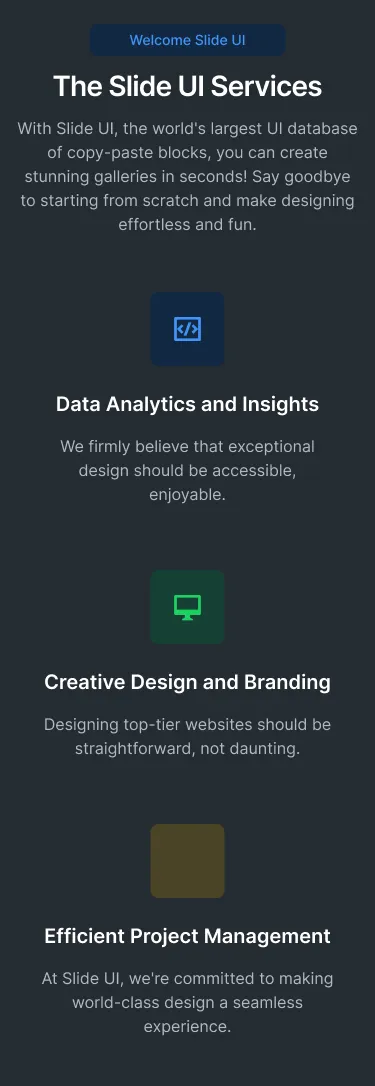 Welcome Slide UI
The Slide UI Services
With Slide UI, the world's largest UI database
of copy-paste blocks, you can create
stunning galleries in seconds! Say goodbye
to starting from scratch and make designing
effortless and fun.
Data Analytics and Insights
We firmly believe that exceptional
design should be accessible,
enjoyable.
Creative Design and Branding
Designing top-tier websites should be
straightforward, not daunting.
Efficient Project Management
At Slide UI, we're committed to making
world-class design a seamless
experience.